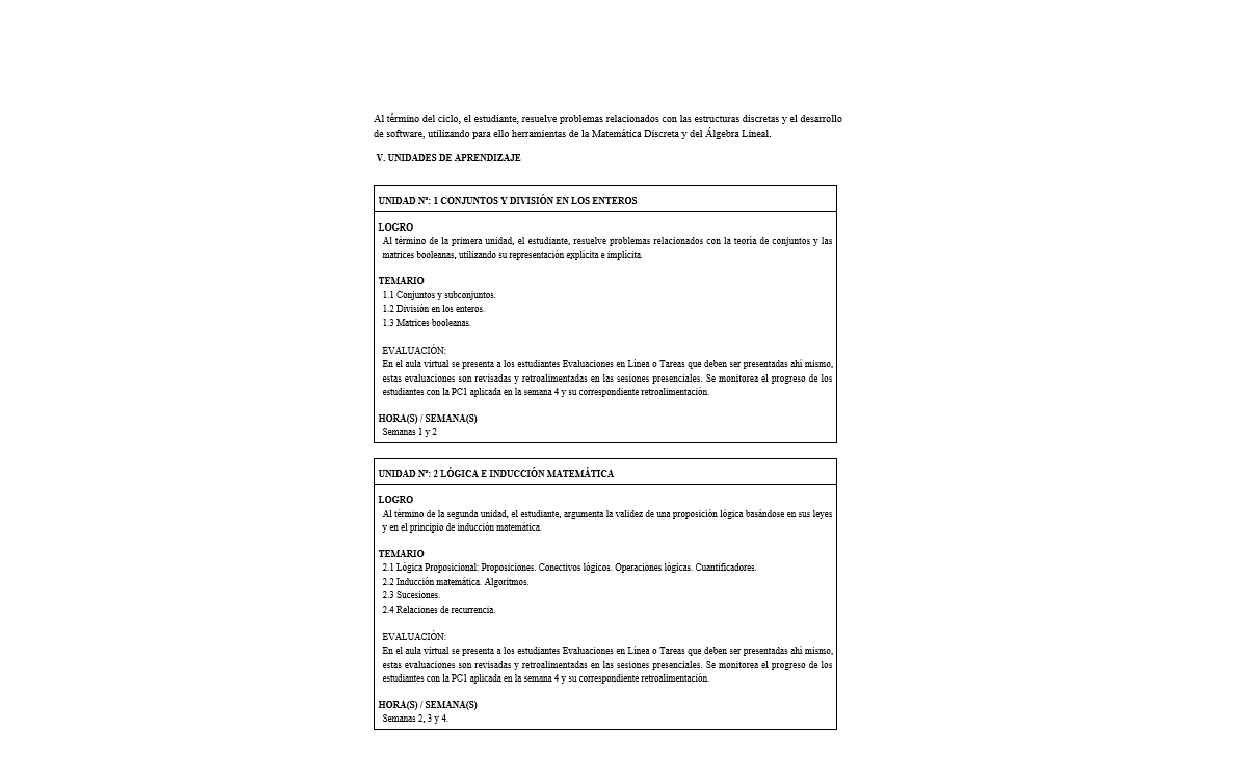 Al término del ciclo, el estudiante, resuelve problemas relacionados con las estructuras discretas y el desarrollo
de software, utilizando para ello herramientas de la Matemática Discreta y del Álgebra Lineal.
V. UNIDADES DE APRENDIZAJE
UNIDAD Nº: 1 CONJUNTOS Y DIVISIÓN EN LOS ENTEROS
LOGRO
Al término de la primera unidad, el estudiante, resuelve problemas relacionados con la teoría de conjuntos y las
matrices booleanas, utilizando su representación explícita e implícita.
TEMARIO
1.1 Conjuntos y subconjuntos.
1.2 División en los enteros.
1.3 Matrices booleanas.
EVALUACIÓN:
En el aula virtual se presenta a los estudiantes Evaluaciones en Línea o Tareas que deben ser presentadas ahí mismo,
estas evaluaciones son revisadas y retroalimentadas en las sesiones presenciales. Se monitorea el progreso de los
estudiantes con la PC1 aplicada en la semana 4 y su correspondiente retroalimentación.
HORA(S) / SEMANA(S)
Semanas 1 y 2
UNIDAD Nº: 2 LÓGICA E INDUCCIÓN MATEMÁTICA
LOGRO
Al término de la segunda unidad, el estudiante, argumenta la validez de una proposición lógica basándose en sus leyes
y en el principio de inducción matemática.
TEMARIO
2.1 Lógica Proposicional: Proposiciones. Conectivos lógicos. Operaciones lógicas. Cuantificadores.
2.2 Inducción matemática. Algoritmos.
2.3 Sucesiones.
2.4 Relaciones de recurrencia.
EVALUACIÓN:
En el aula virtual se presenta a los estudiantes Evaluaciones en Línea o Tareas que deben ser presentadas ahí mismo,
estas evaluaciones son revisadas y retroalimentadas en las sesiones presenciales. Se monitorea el progreso de los
estudiantes con la PC1 aplicada en la semana 4 y su correspondiente retroalimentación.
HORA(S) / SEMANA(S)
Semanas 2, 3 y 4.